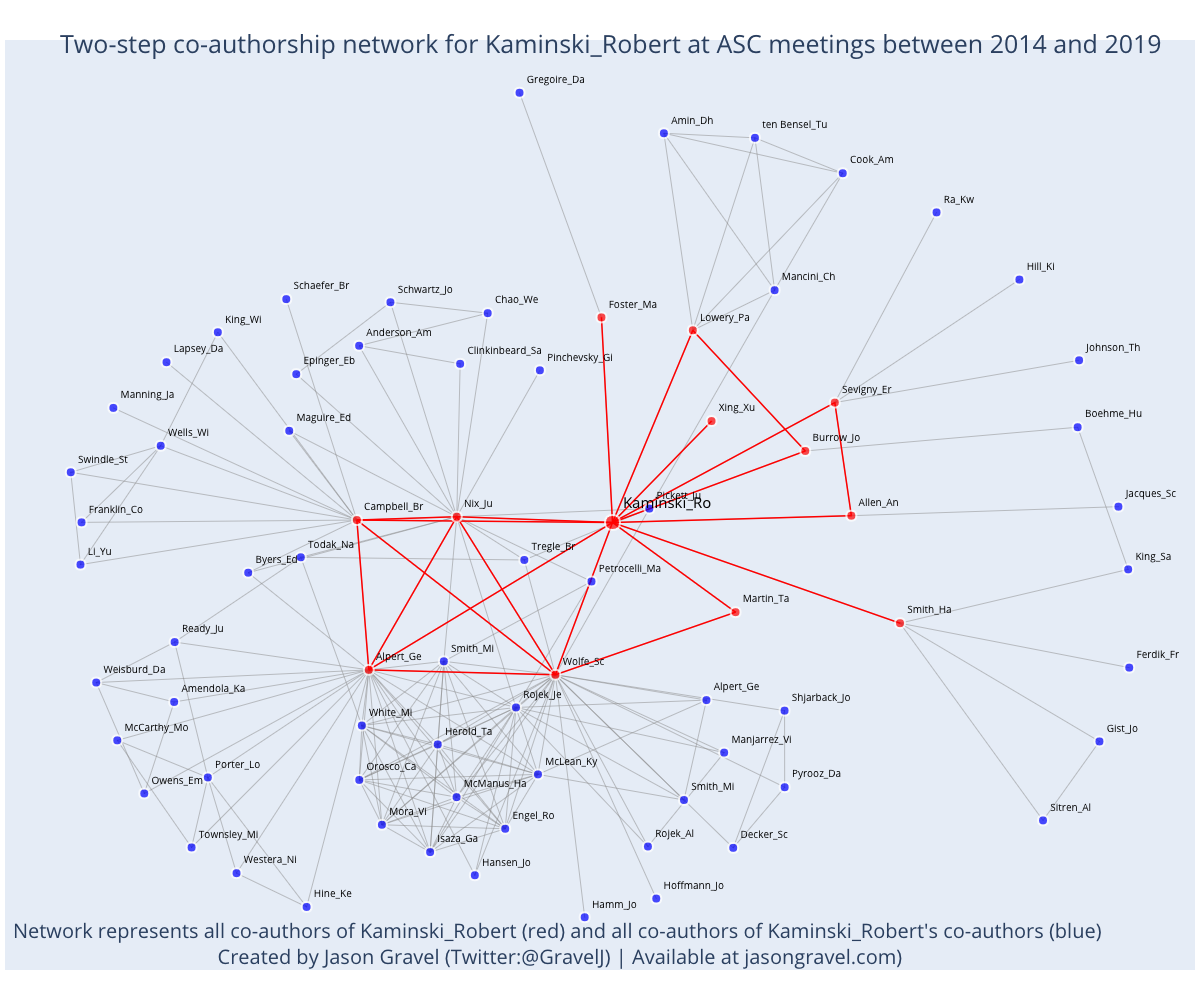 Two-step co-authorship network for Kaminski_Robert at ASC meetings between 2014 and 2019
Gregoire_Da
Amin_Dh
ten Bensel_Tu
Cook_Am
Ra_Kw
Hill_Ki
Mancini_Ch
Schaefer_Br
Schwartz_Jo
Chao_We
Foster_Ma
Lowery_Pa
King_Wi
Anderson_Am
Lapsey_Da
Epinger_Eb
Clinkinbeard_Sa
Pinchevsky_Gi
Johnson_Th
Sevigny_Er
Manning_Ja
Maguire_Ed
Xing_Xu
Boehme_Hu
Wells_Wi
Burrow_Jo
Swindle_St
Pickett_Ju
Kaminski_Ro
Jacques_Sc
Franklin_Co
Campbell_Br
Nix_Ju
Allen_An
Li_Yu
Todak_Na
Tregle_Br
Byers_Ed
Petrocelli_Ma
King_Sa
Martin_Ta
Smith_Ha
Ready_Ju
Alpert_Ge
Smith_Mi
Wolfe_Sc
Ferdik_Fr
Weisburd_Da
Amendola_Ka
Rojek_Je
Alpert_Ge
Shjarback_Jo
McCarthy_Mo
White_Mi
Herold_Ta
Manjarrez_Vi
Gist_Jo
Owens_Em
Porter_Lo
Orosco_Ca
McManus_Ha
McLean_Ky
Smith_Mi
Pyrooz_Da
Mora_Vi
Engel_Ro
Sitren_Al
Townsley_Mi
Isaza_Ga
Rojek_Al
Decker_Sc
Westera_Ni
Hansen_Jo
Hine_Ke
Hoffmann_Jo
Hamm_Jo
Network represents all co-authors of Kaminski_Robert (red) and all co-authors of Kaminski_Robert's co-authors (blue)
Created by Jason Gravel (Twitter:@GravelJ) | Available at jasongravel.com)